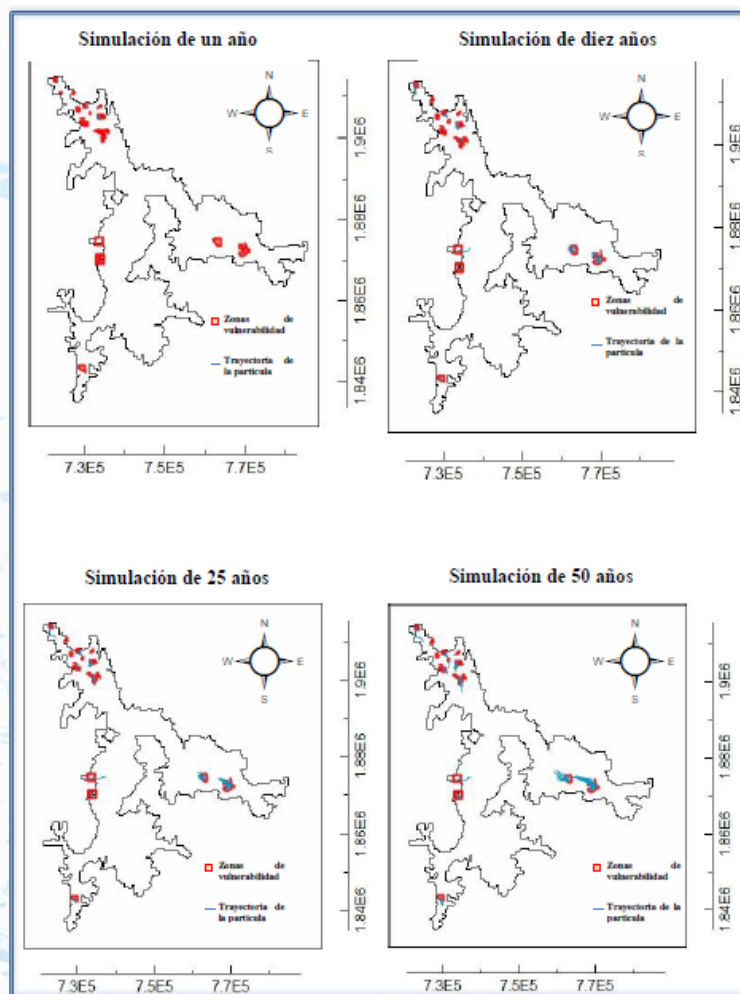 Simulación de un año
N
W
E
S
1.9E6
1.88E6
1.86E6
1.84E6
Zonas de
vulnerabilidad
Trayectoria de
la partícula
7.3E5
7.5E5
7.7E5
Simulación de diez años
N
W
E
S
1.9E6
1.88E6
1.86E6
1.84E6
Zonas de
vulnerabilidad
Trayectoria de la
partícula
7.3E5
7.5E5
7.7E5
Simulación de 25 años
N
W
E
S
1.9E6
1.88E6
1.86E6
1.84E6
Zonas de
vulnerabilidad
Trayectoria de
la partícula
7.3E5
7.5E5
7.7E5
Simulación de 50 años
N
W
E
S
1.9E6
1.88E6
1.86E6
1.84E6
Zonas de
vulnerabilidad
Trayectoria de la
partícula
7.3E5
7.5E5
7.7E5